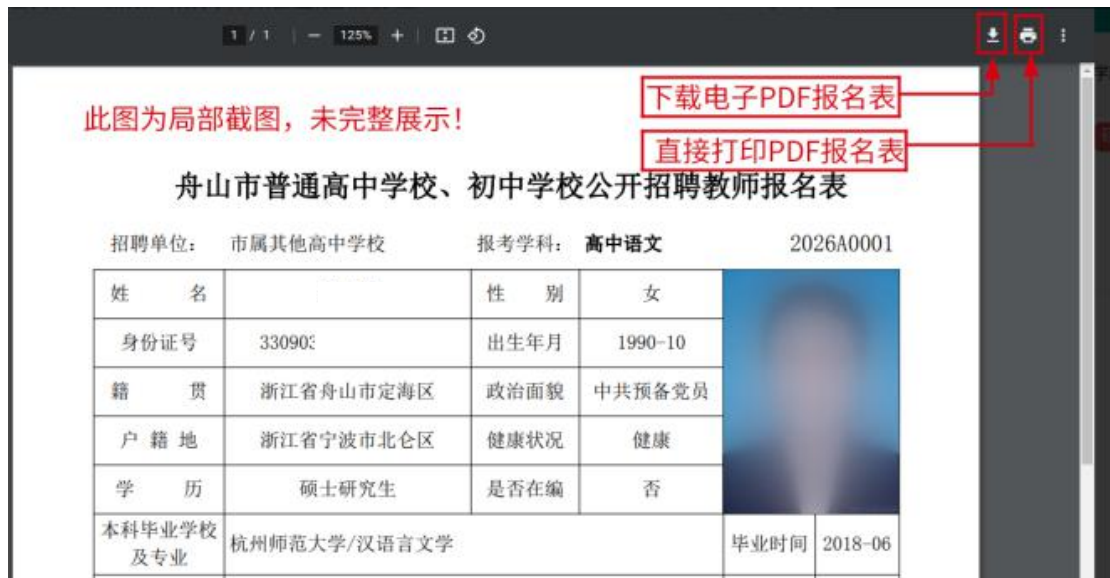 1 / 1 | − 125% + |
下载电子PDF报名表
此图为局部截图，未完整展示！
直接打印PDF报名表
舟山市普通高中学校、初中学校公开招聘教师报名表
招聘单位： 市属其他高中学校 报考学科： 高中语文 2026A0001
姓 名 性 别 女
身份证号 330903 出生年月 1990-10
籍 贯 浙江省舟山市定海区 政治面貌 中共预备党员
户 籍 地 浙江省宁波市北仑区 健康状况 健康
学 历 硕士研究生 是否在编 否
本科毕业学校
及专业 杭州师范大学/汉语言文学 毕业时间 2018-06